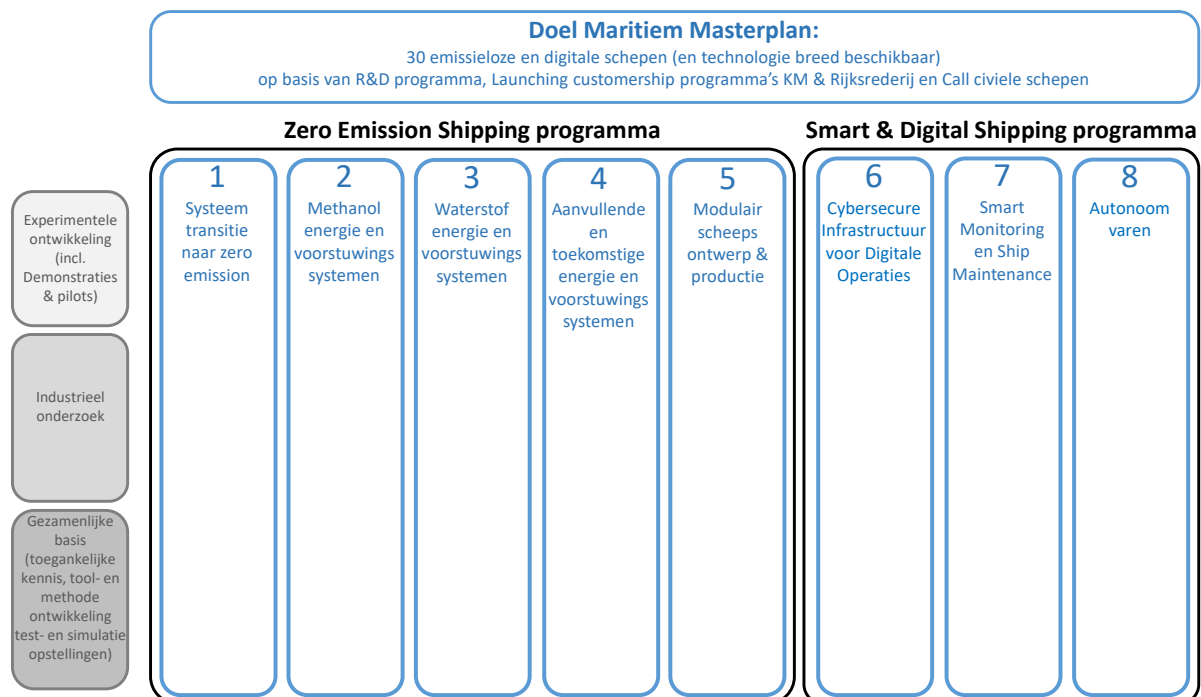 Doel Maritiem Masterplan:
30 emissieloze en digitale schepen (en technologie breed beschikbaar)
op basis van R&D programma, Launching customership programma's KM & Rijksrederij en Call civiele schepen
Zero Emission Shipping programma
Smart & Digital Shipping programma
1
Systeem
transitie
naar zero
emission
2
Methanol
energie en
voorstuwings
systemen
3
Waterstof
energie en
voorstuwings
systemen
4
Aanvullende
en
toekomstige
energie en
voorstuwings
systemen
5
Modulair
scheeps
ontwerp &
productie
6
Cybersecure
Infrastructuur
voor Digitale
Operaties
7
Smart
Monitoring
en Ship
Maintenance
8
Autonoom
varen
Experimentele
ontwikkeling
(incl.
Demonstraties
& pilots)
Industrieel
onderzoek
Gezamenlijke
basis
(toegankelijke
kennis, tool- en
methode
ontwikkeling
test- en simulatie
opstellingen)